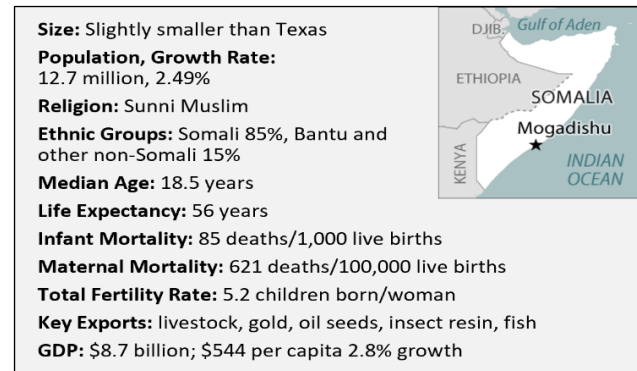 Size: Slightly smaller than Texas
Population, Growth Rate:
12.7 million, 2.49%
Religion: Sunni Muslim
Ethnic Groups: Somali 85%, Bantu and
other non-Somali 15%
Median Age: 18.5 years
Life Expectancy: 56 years
Infant Mortality: 85 deaths/1,000 live births
Maternal Mortality: 621 deaths/100,000 live births
Total Fertility Rate: 5.2 children born/woman
Key Exports: livestock, gold, oil seeds, insect resin, fish
GDP: $8.7 billion; $544 per capita 2.8% growth
DJIB.
Gulf of Aden
ETHIOPIA
SOMALIA
Mogadishu
KENYA
INDIAN
OCEAN